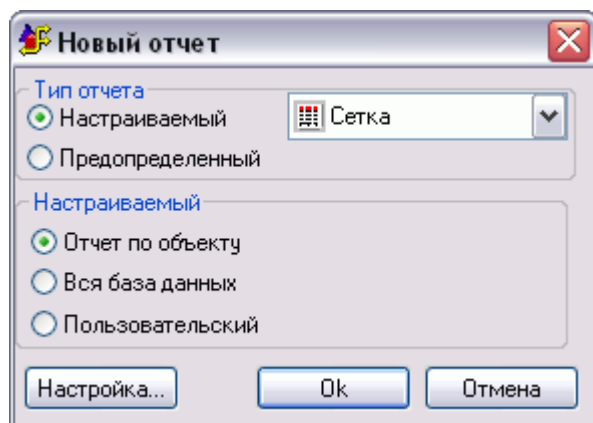 Новый отчет
Тип отчета
Настраиваемый
Сетка
Предопределенный
Настраиваемый
Отчет по объекту
Вся база данных
Пользовательский
Настройка...
Ok
Отмена